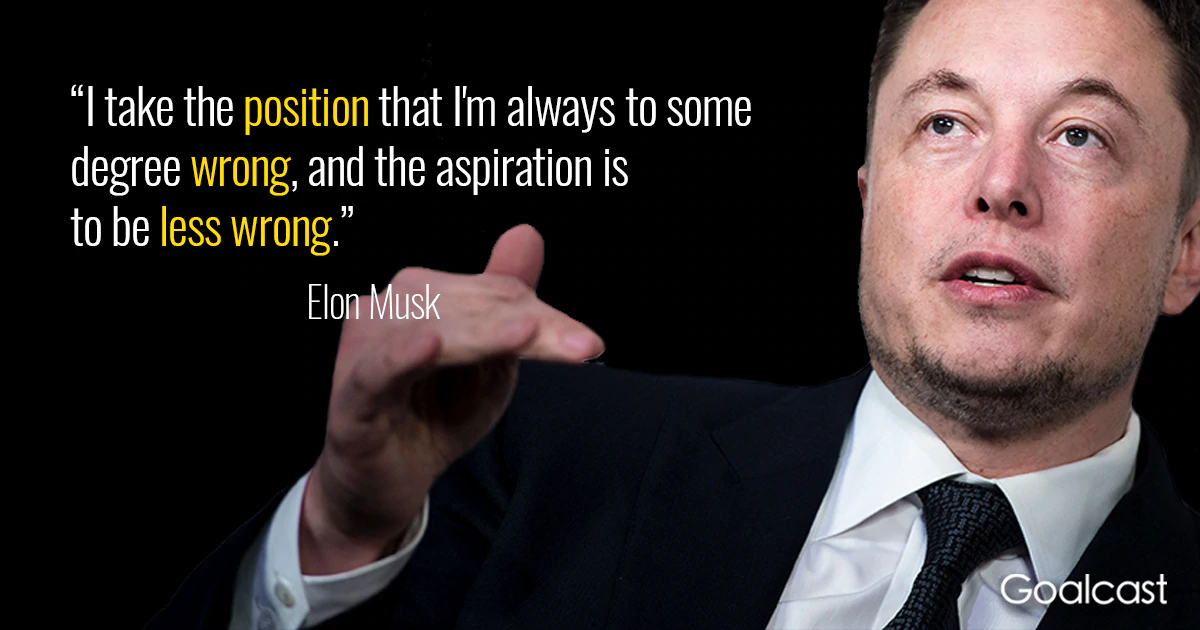 “I take the position that I'm always to some
degree wrong, and the aspiration is
to be less wrong.”
Elon Musk
Goalcast